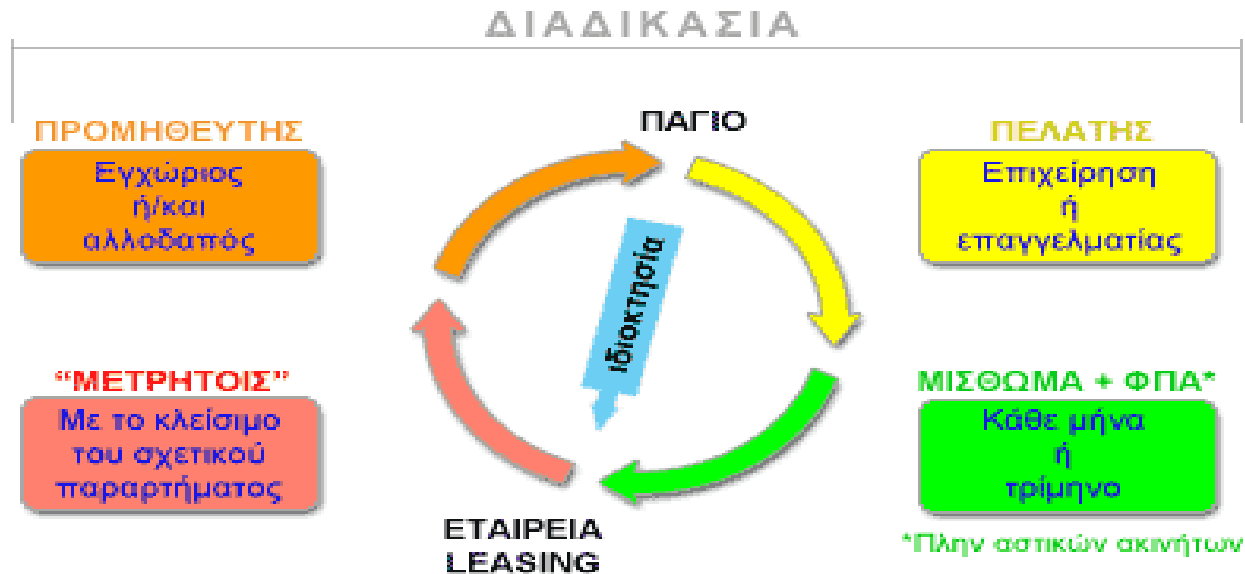 ΔΙΑΔΙΚΑΣΙΑ
ΠΡΟΜΗΘΕΥΤΗΣ
Εγχώριος
ή/και
αλλοδαπός
ΠΑΓΙΟ
ΠΕΛΑΤΗΣ
Επιχείρηση
ή
επαγγελματίας
Ιδιοκτησία
“ΜΕΤΡΗΤΟΙΣ”
Με το κλείσιμο
του σχετικού
παραρτήματος
ΕΤΑΙΡΕΙΑ
LEASING
ΜΙΣΘΩΜΑ + ΦΠΑ*
Κάθε μήνα
ή
τρίμηνο
*Πλην αστικών ακινήτων